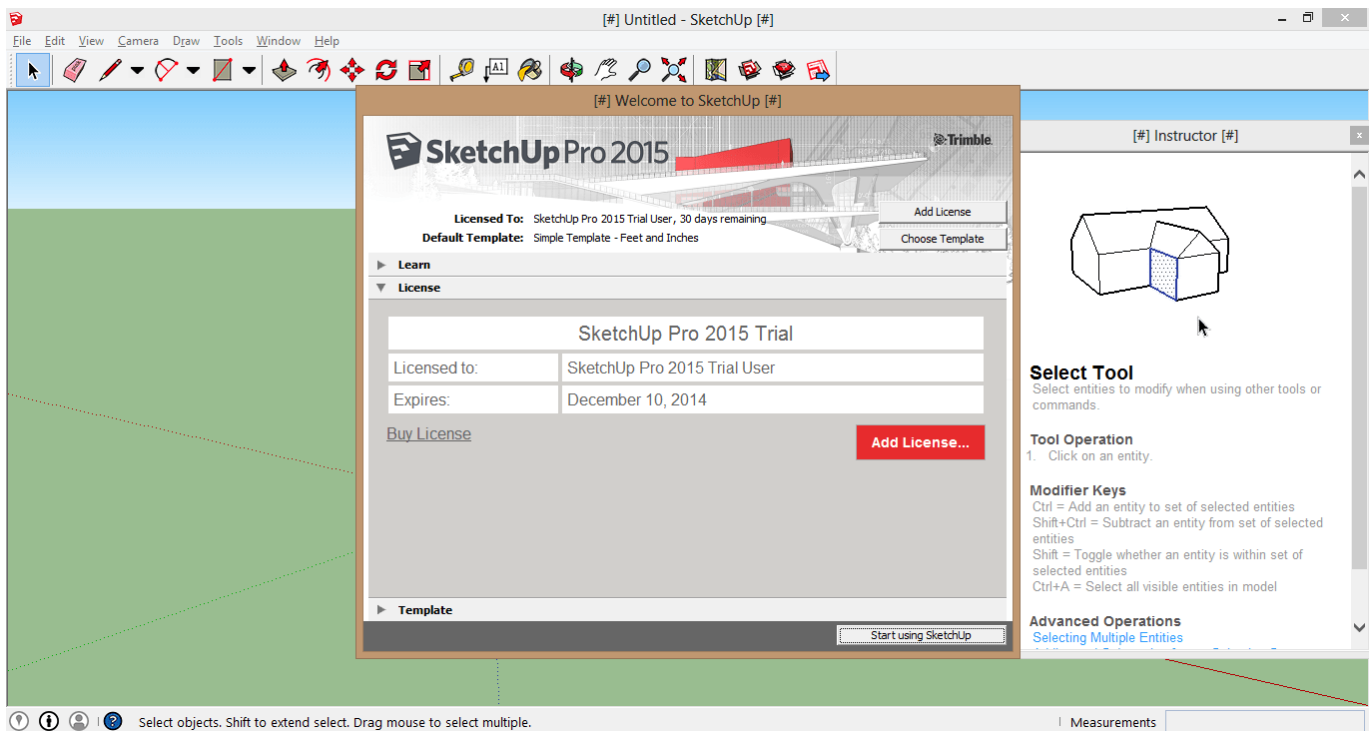 [#] Untitled - SketchUp [#]
File Edit View Camera Draw Tools Window Help
A1
[#] Welcome to SketchUp [#]
SketchUp Pro 2015
Trimble
Licensed To: SketchUp Pro 2015 Trial User, 30 days remaining
Add License
Default Template: Simple Template - Feet and Inches
Choose Template
Learn
License
SketchUp Pro 2015 Trial
Licensed to: SketchUp Pro 2015 Trial User
Expires: December 10, 2014
Buy License
Add License...
Template
Start using SketchUp
[#] Instructor [#]
Select Tool
Select entities to modify when using other tools or
commands.
Tool Operation
1. Click on an entity.
Modifier Keys
Ctrl = Add an entity to set of selected entities
Shift+Ctrl = Subtract an entity from set of selected
entities
Shift = Toggle whether an entity is within set of
selected entities
Ctrl+A = Select all visible entities in model
Advanced Operations
Selecting Multiple Entities
Select objects. Shift to extend select. Drag mouse to select multiple.
Measurements